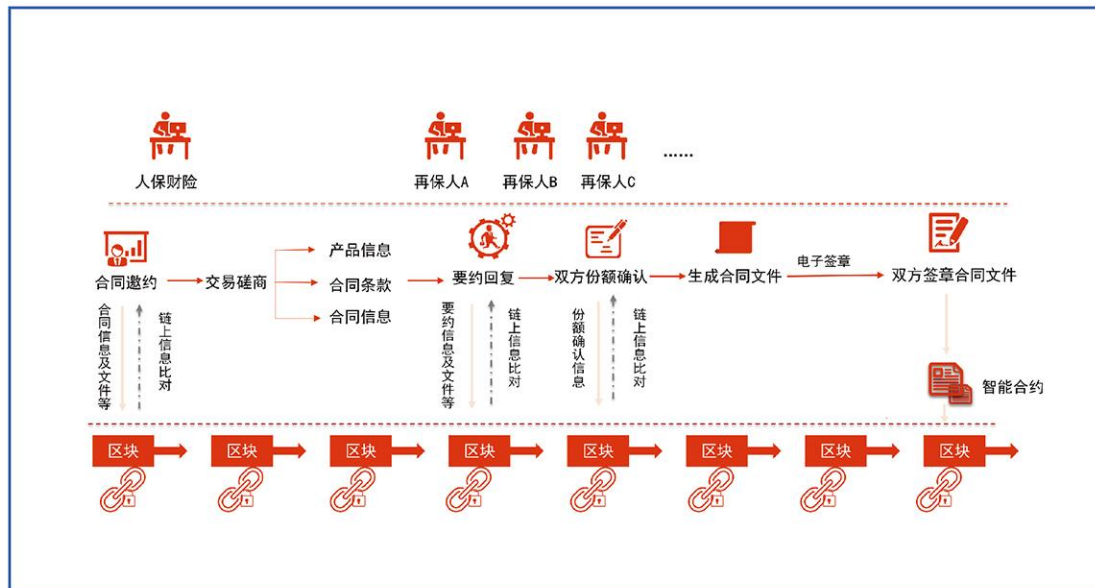 人保财险
再保人A
再保人B
再保人C
……
合同邀约
交易磋商
产品信息
合同条款
合同信息
要约回复
双方份额确认
生成合同文件
电子签章
双方签章合同文件
合同信息及文件等
链上信息比对
要约信息及文件等
链上信息比对
份额确认信息
链上信息比对
智能合约
区块
区块
区块
区块
区块
区块
区块
区块